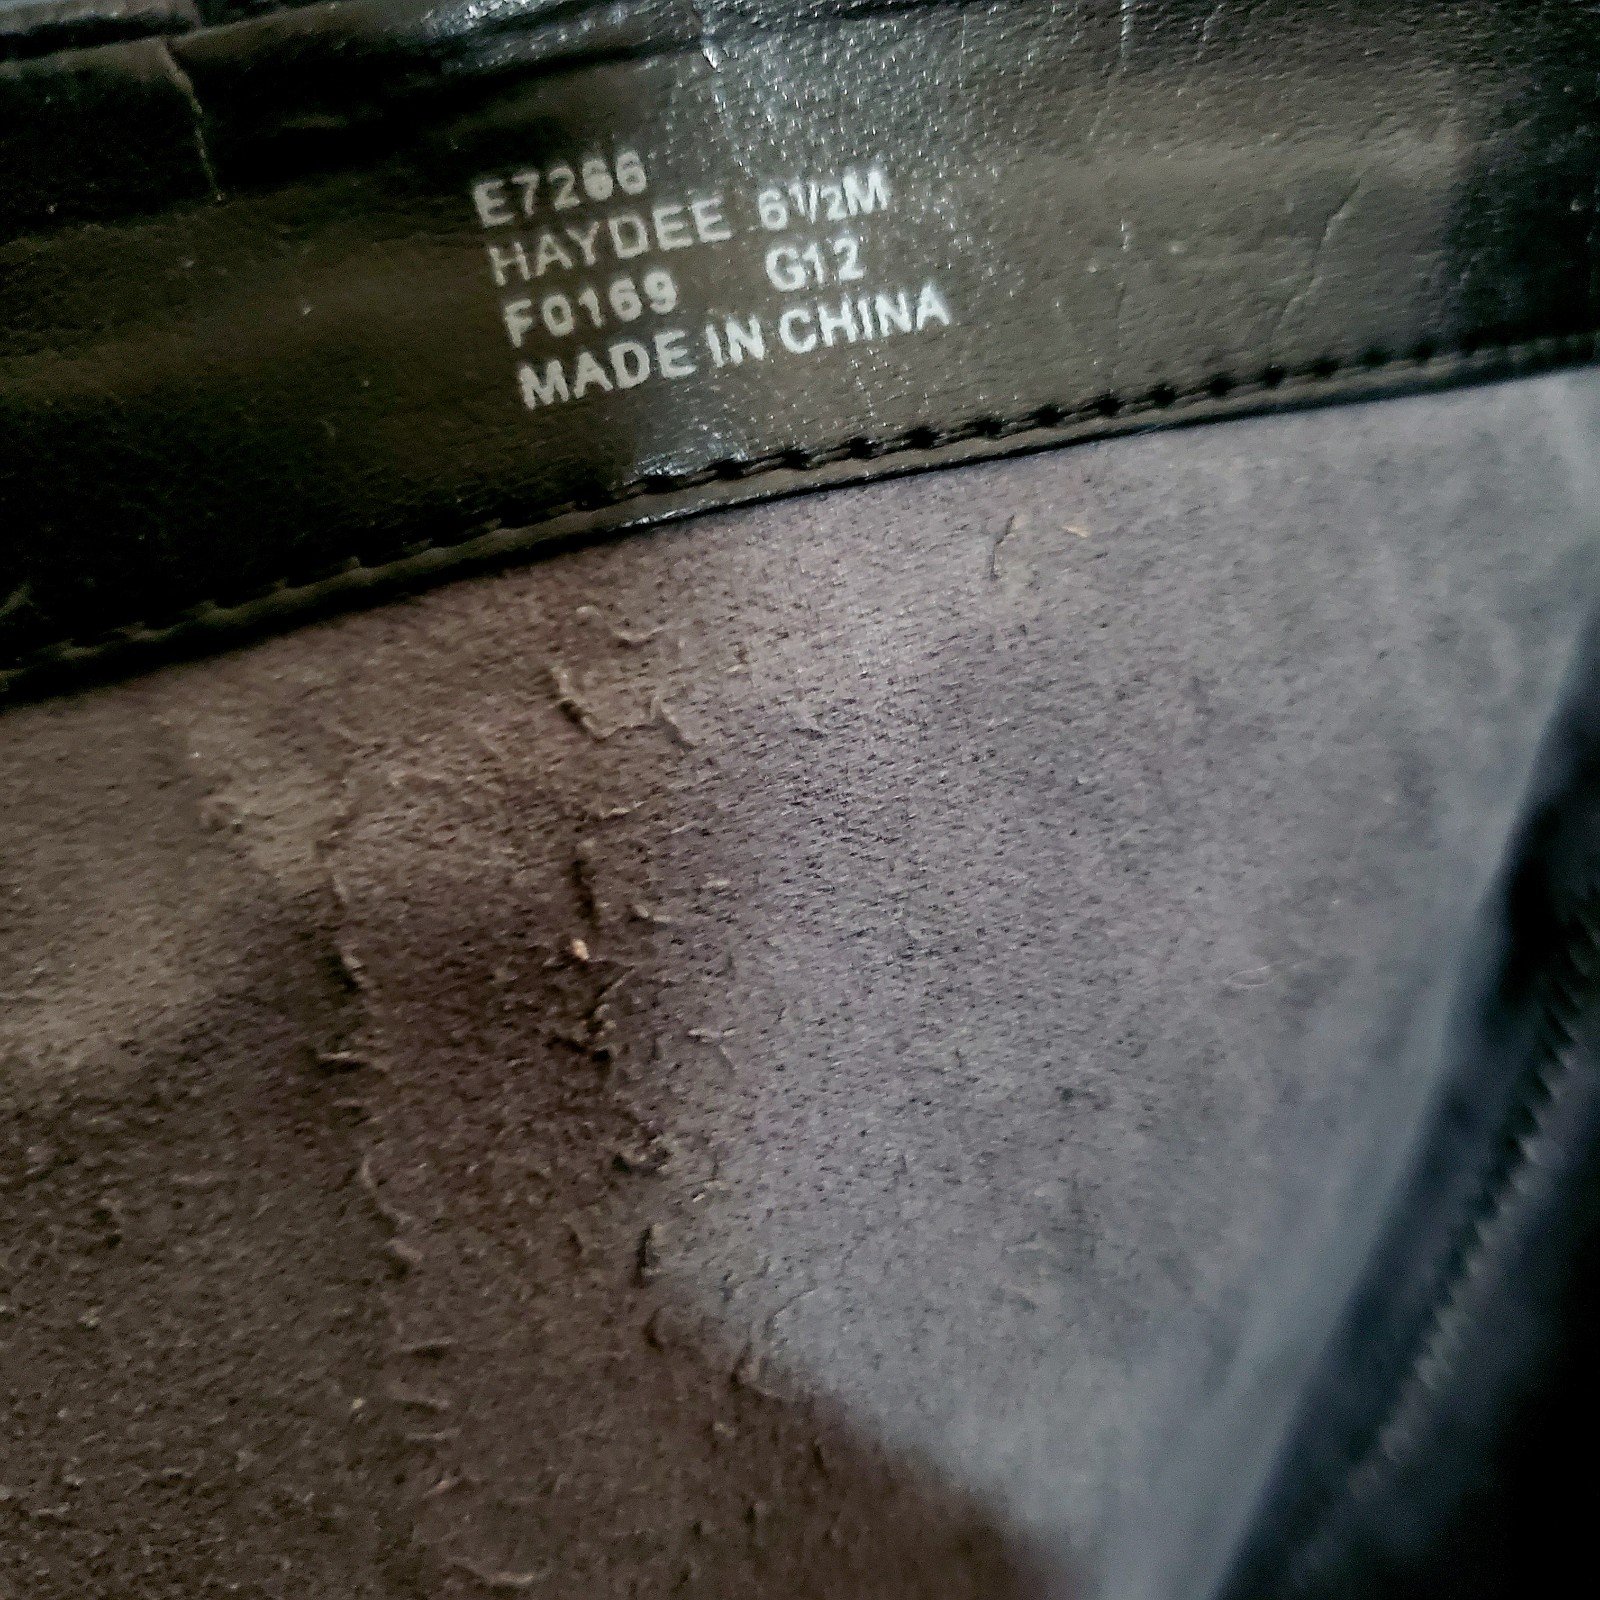 E7266
HAYDEE 6½M
F0169 G12
MADE IN CHINA